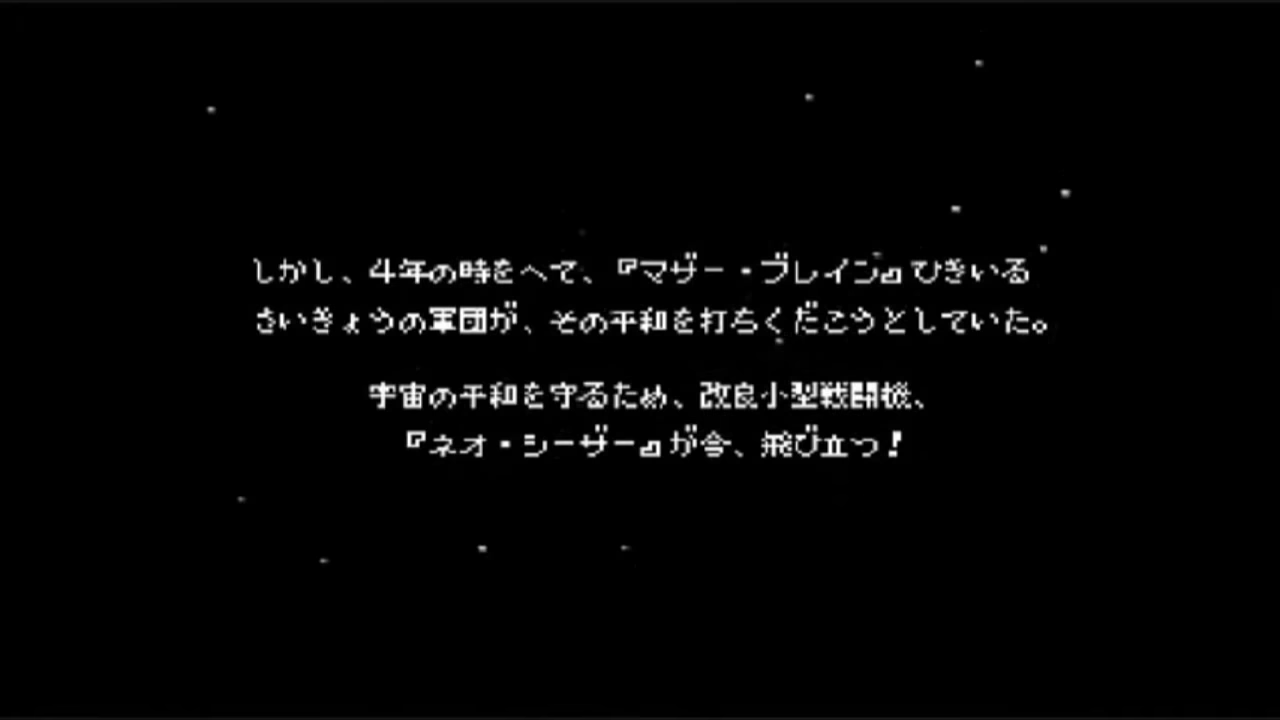 しかし、4年の時をへて、『マザー・ブレイン』ひきいる
さいきょうの軍団が、その平和を打ちくだこうとしていた。
宇宙の平和を守るため、改良小型戦闘機、
『ネオ・シーザー』が今、飛び立つ！